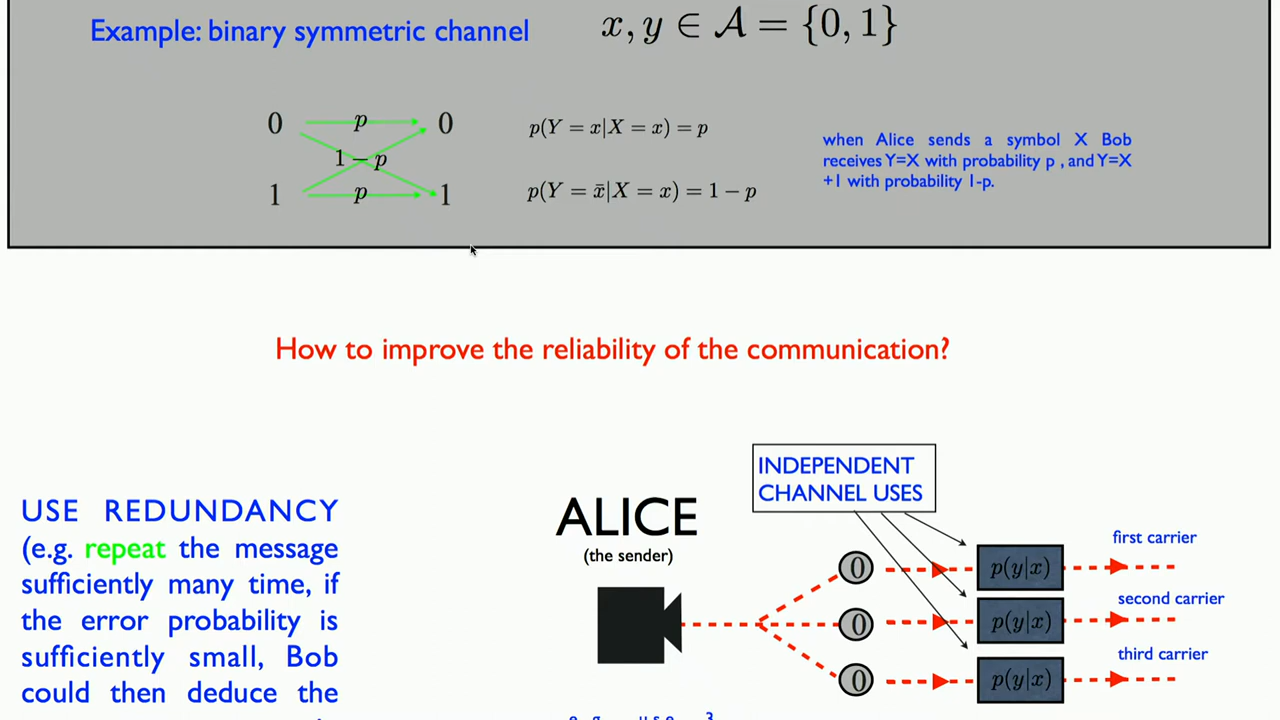 Example: binary symmetric channel
x, y ∈ 𝒜 = {0, 1}
0 p 0
1 − p
1 p 1
p(Y = x|X = x) = p
p(Y = x̄|X = x) = 1 − p
when Alice sends a symbol X Bob
receives Y=X with probability p , and Y=X
+1 with probability 1-p.
How to improve the reliability of the communication?
USE REDUNDANCY
(e.g. repeat the message
sufficiently many time, if
the error probability is
sufficiently small, Bob
could then deduce the
ALICE
(the sender)
INDEPENDENT
CHANNEL USES
0
0
0
p(y|x)
p(y|x)
p(y|x)
first carrier
second carrier
third carrier